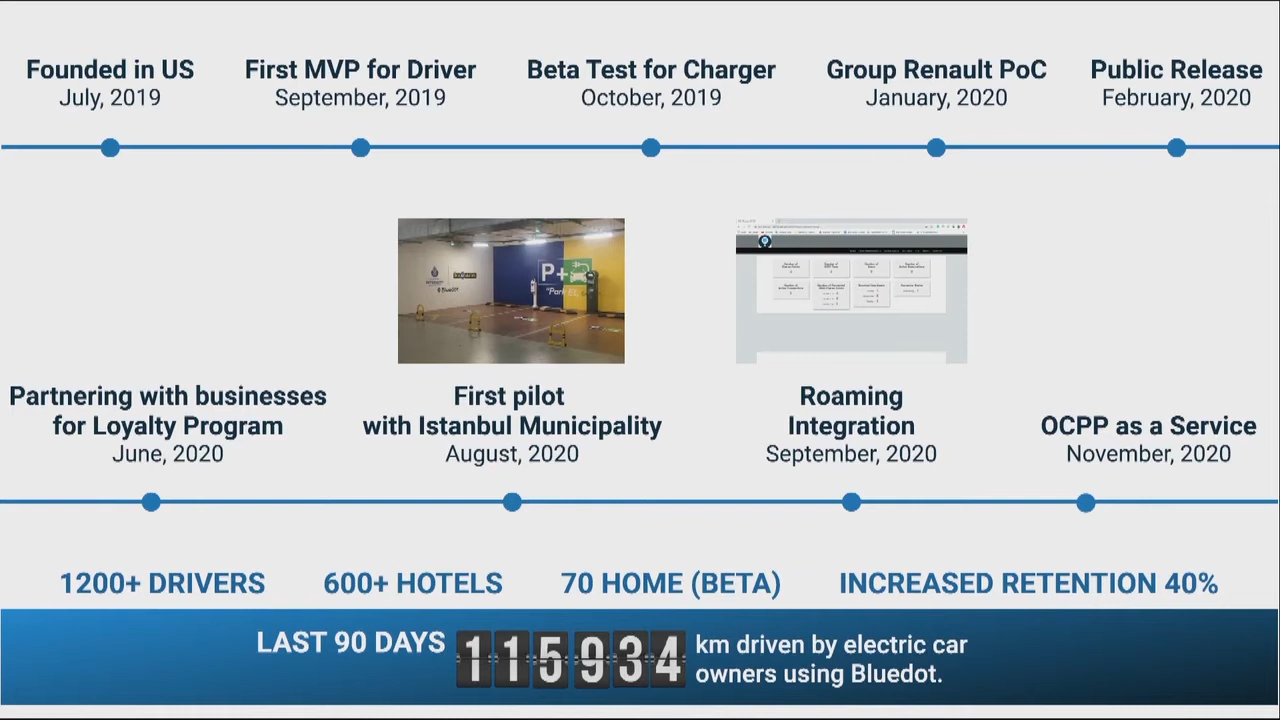 Founded in US
July, 2019
First MVP for Driver
September, 2019
Beta Test for Charger
October, 2019
Group Renault PoC
January, 2020
Public Release
February, 2020
P+
"Park Et
Partnering with businesses
for Loyalty Program
June, 2020
First pilot
with Istanbul Municipality
August, 2020
Roaming
Integration
September, 2020
OCPP as a Service
November, 2020
1200+ DRIVERS
600+ HOTELS
70 HOME (BETA)
INCREASED RETENTION 40%
LAST 90 DAYS
115934
km driven by electric car
owners using Bluedot.